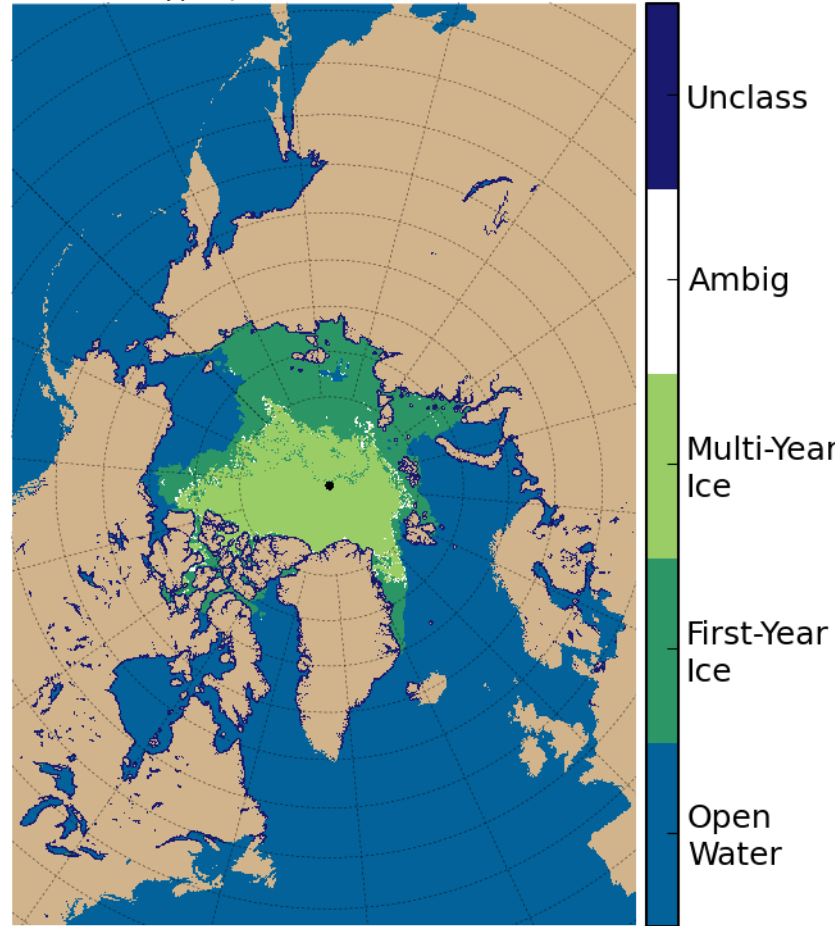 Unclass
Ambig
Multi-Year
Ice
First-Year
Ice
Open
Water